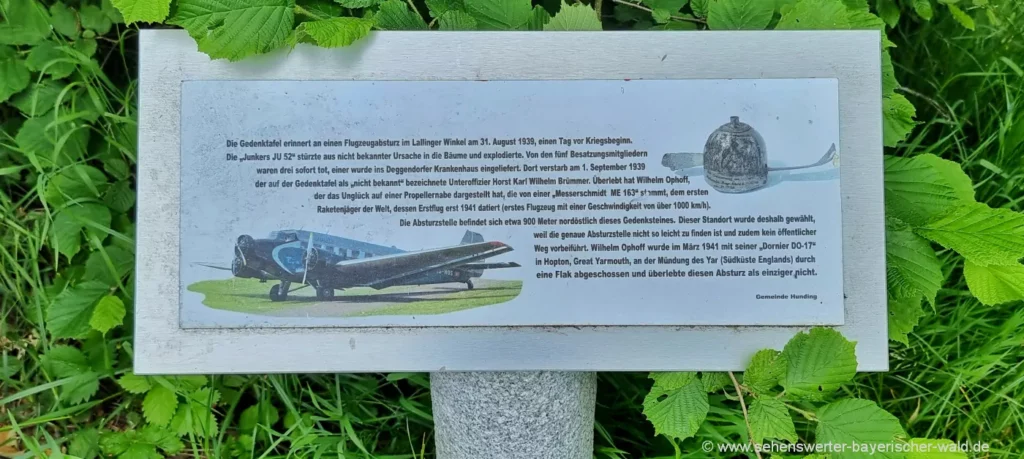 Die Gedenktafel erinnert an einen Flugzeugabsturz im Lallinger Winkel am 31. August 1939, einen Tag vor Kriegsbeginn.
Die „Junkers JU 52“ stürzte aus nicht bekannter Ursache in die Bäume und explodierte. Von den fünf Besatzungsmitgliedern
waren drei sofort tot, einer wurde ins Deggendorfer Krankenhaus eingeliefert. Dort verstarb am 1. September 1939
der auf der Gedenktafel als „nicht bekannt“ bezeichnete Unteroffizier Horst Karl Wilhelm Brümmer. Überlebt hat Wilhelm Ophoff,
der das Unglück auf einer Propellernabe dargestellt hat, die von einer „Messerschmidt ME 163“ stammt, dem ersten
Raketenjäger der Welt, dessen Erstflug erst 1941 datiert (erstes Flugzeug mit einer Geschwindigkeit von über 1000 km/h).
Die Absturzstelle befindet sich etwa 900 Meter nordöstlich dieses Gedenksteines. Dieser Standort wurde deshalb gewählt,
weil die genaue Absturzstelle nicht so leicht zu finden ist und zudem kein öffentlicher
Weg vorbeiführt. Wilhelm Ophoff wurde im März 1941 mit seiner „Dornier DO-17“
in Hopton, Great Yarmouth, an der Mündung des Yar (Südküste Englands) durch
eine Flak abgeschossen und überlebte diesen Absturz als einziger nicht.
Gemeinde Hunding
© www.sehenswerter-bayerischer-wald.de